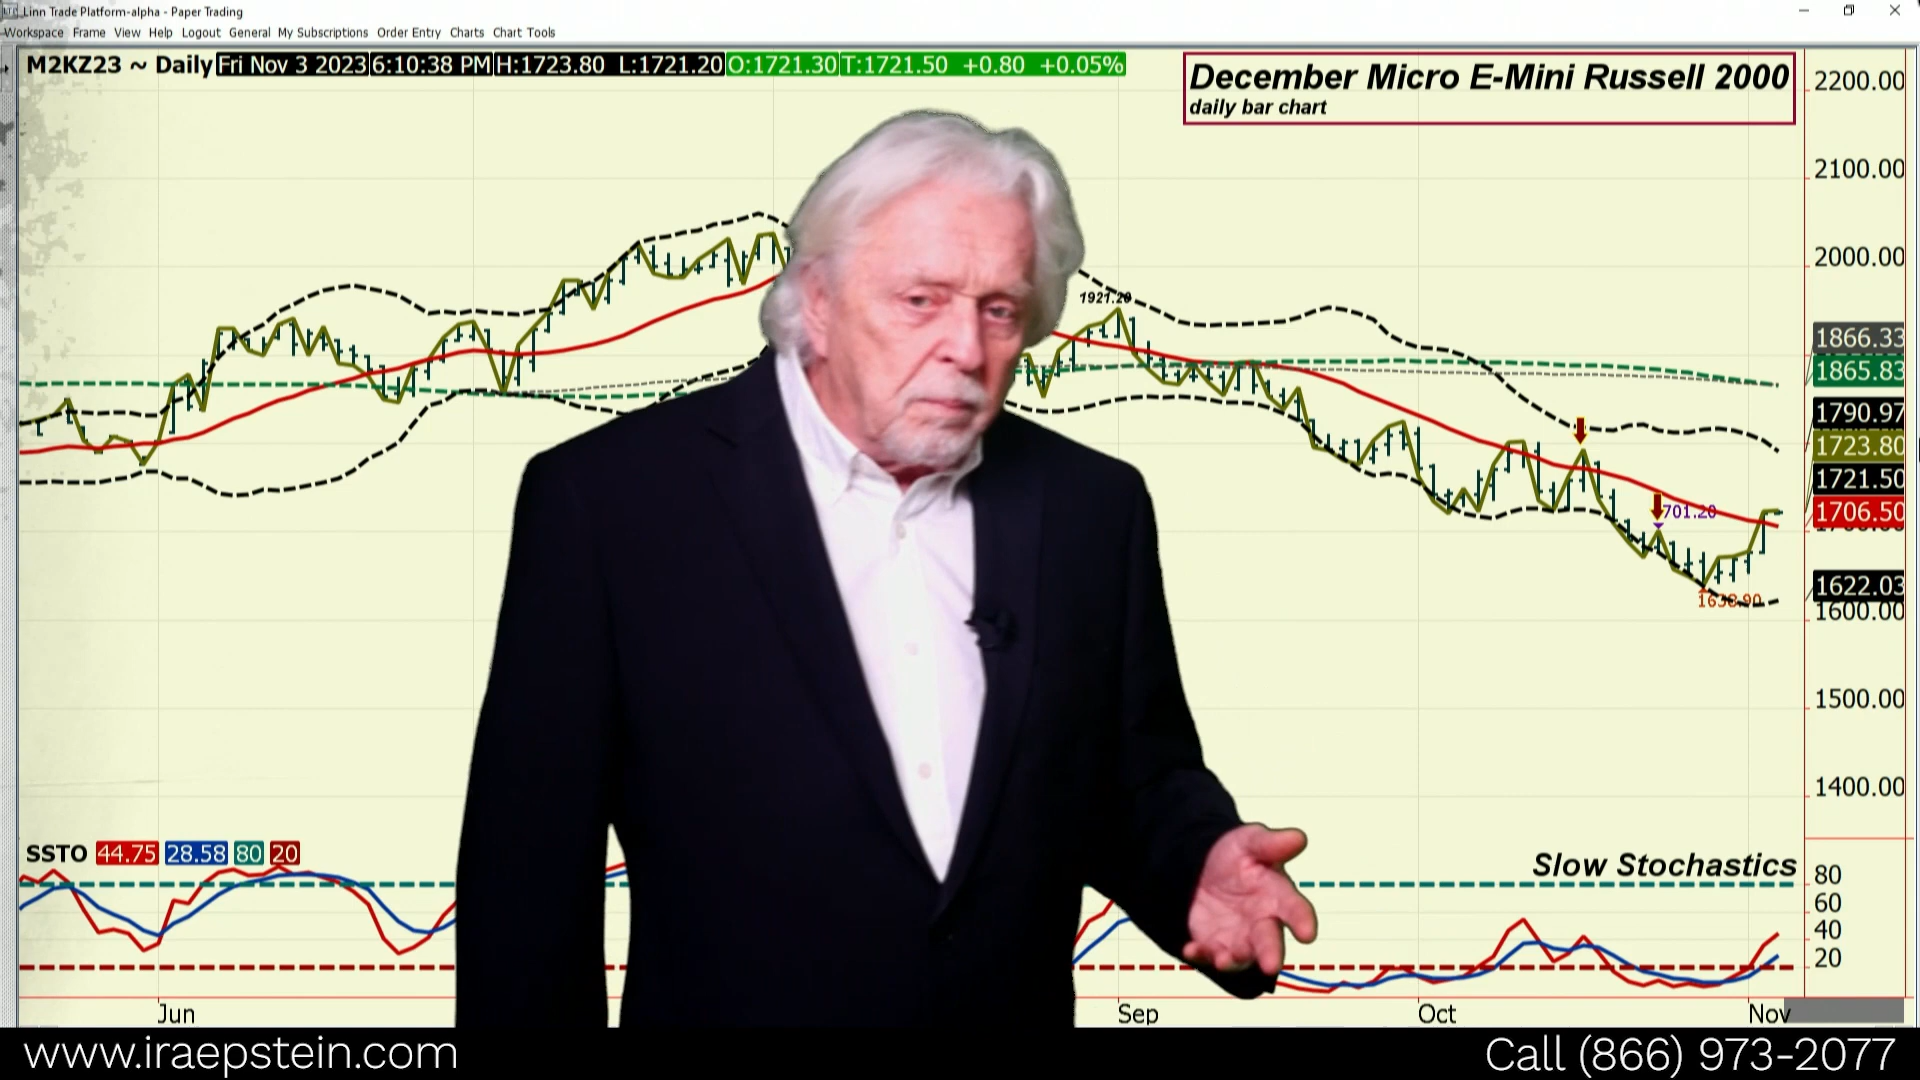 Linn Trade Platform-alpha - Paper Trading
Workspace Frame View Help Logout General My Subscriptions Order Entry Charts Chart Tools
M2KZ23 ~ Daily Fri Nov 3 2023 6:10:38 PM H:1723.80 L:1721.20 O:1721.30 T:1721.50 +0.80 +0.05%
December Micro E-Mini Russell 2000
daily bar chart
2200.00
2100.00
2000.00
1921.20
1866.33
1865.83
1790.97
1723.80
1721.50
701.20
1706.50
1622.03
1638.90
1600.00
1500.00
1400.00
SSTO 44.75 28.58 80 20
Slow Stochastics
80
60
40
20
Jun Sep Oct Nov
www.iraepstein.com
Call (866) 973-2077